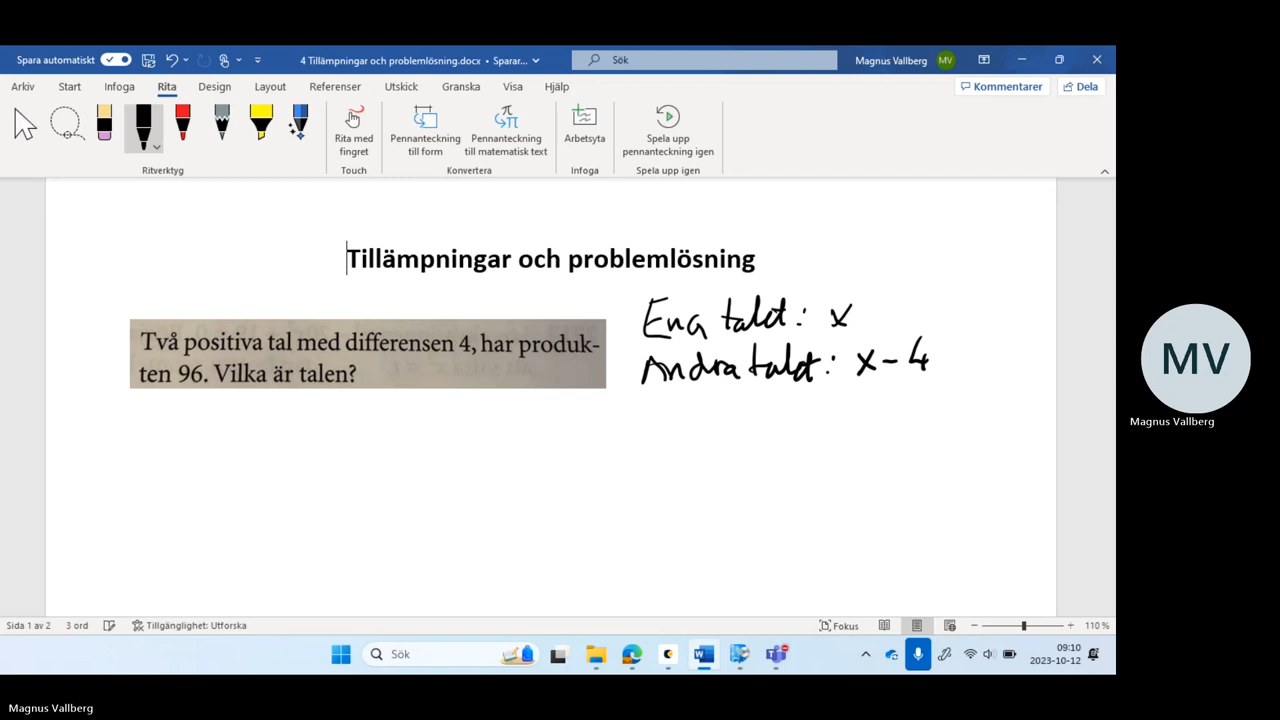 Spara automatiskt
4 Tillämpningar och problemlösning.docx • Sparar...
Sök
Magnus Vallberg
MV
Arkiv Start Infoga Rita Design Layout Referenser Utskick Granska Visa Hjälp
Kommentarer
Dela
Rita med
fingret
Pennanteckning
till form
Pennanteckning
till matematisk text
Arbetsyta
Spela upp
pennanteckning igen
Ritverktyg
Touch
Konvertera
Infoga
Spela upp igen
Tillämpningar och problemlösning
Två positiva tal med differensen 4, har produk-
ten 96. Vilka är talen?
Ena talet: x
Andra talet: x-4
MV
Magnus Vallberg
Sida 1 av 2
3 ord
Tillgänglighet: Utforska
Fokus
110 %
Sök
09:10
2023-10-12
Magnus Vallberg